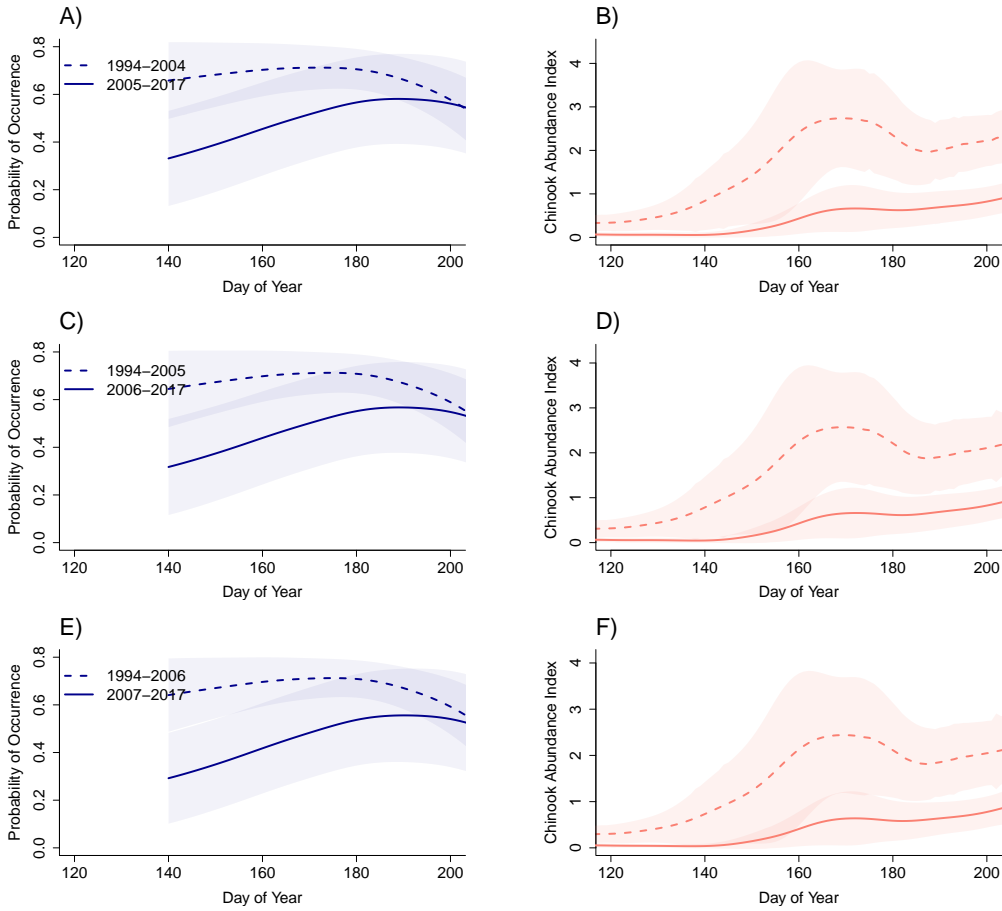 A)
Probability of Occurrence
0.0 0.2 0.4 0.6 0.8
1994–2004
2005–2017
120 140 160 180 200
Day of Year
B)
Chinook Abundance Index
0 1 2 3 4
120 140 160 180 200
Day of Year
C)
Probability of Occurrence
0.0 0.2 0.4 0.6 0.8
1994–2005
2006–2017
120 140 160 180 200
Day of Year
D)
Chinook Abundance Index
0 1 2 3 4
120 140 160 180 200
Day of Year
E)
Probability of Occurrence
0.0 0.2 0.4 0.6 0.8
1994–2006
2007–2017
120 140 160 180 200
Day of Year
F)
Chinook Abundance Index
0 1 2 3 4
120 140 160 180 200
Day of Year